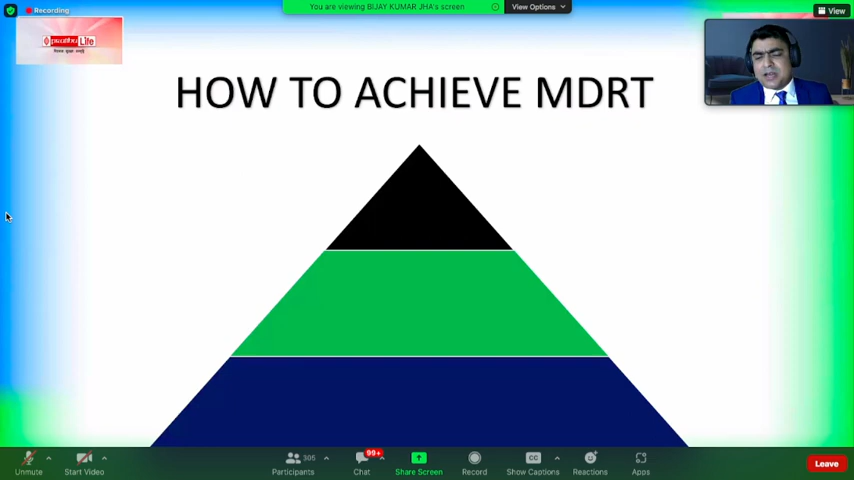 Recording
You are viewing BIJAY KUMAR JHA's screen
View Options
View
prabhu Life
HOW TO ACHIEVE MDRT
Unmute
Start Video
305
Participants
99+
Chat
Share Screen
Record
CC
Show Captions
Reactions
Apps
Leave